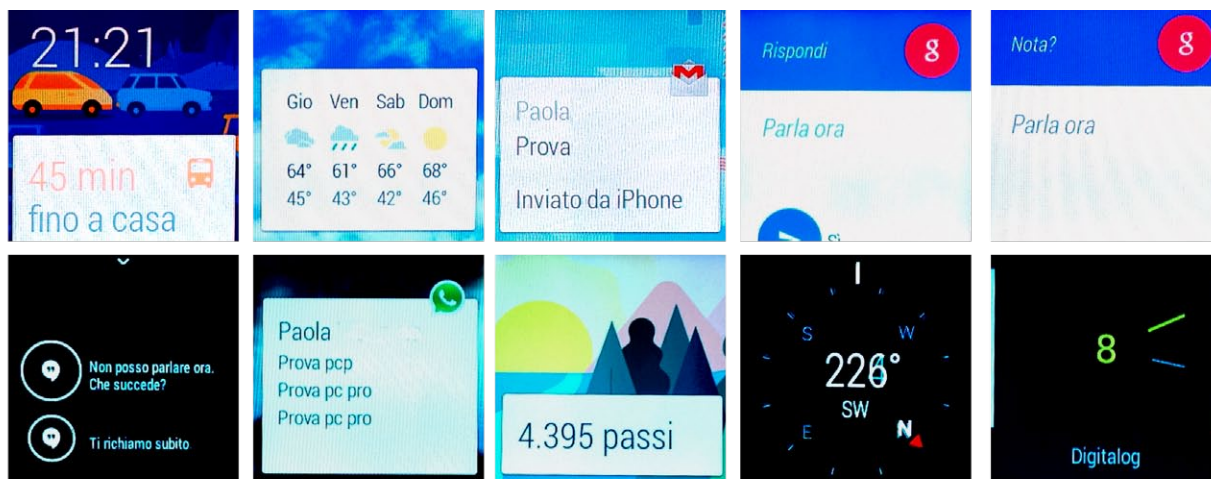 21:21
45 min
fino a casa
Gio Ven Sab Dom
64° 61° 66° 68°
45° 43° 42° 46°
Paola
Prova
Inviato da iPhone
Rispondi
g
Parla ora
Sì
Nota?
g
Parla ora
Non posso parlare ora.
Che succede?
Ti richiamo subito
Paola
Prova pcp
Prova pc pro
Prova pc pro
4.395 passi
S W
226°
SW
E N
8
Digitalog